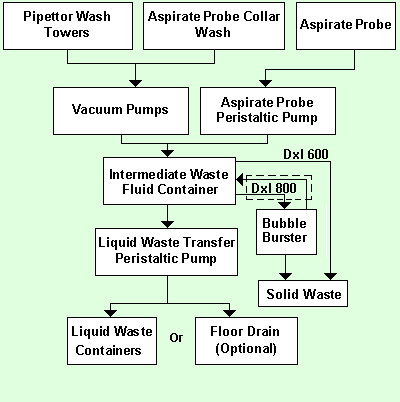 Pipettor Wash
Towers
Aspirate Probe Collar
Wash
Aspirate Probe
Vacuum Pumps
Aspirate Probe
Peristaltic Pump
Intermediate Waste
Fluid Container
DxI 600
DxI 800
Bubble
Burster
Liquid Waste Transfer
Peristaltic Pump
Solid Waste
Liquid Waste
Containers
Or
Floor Drain
(Optional)